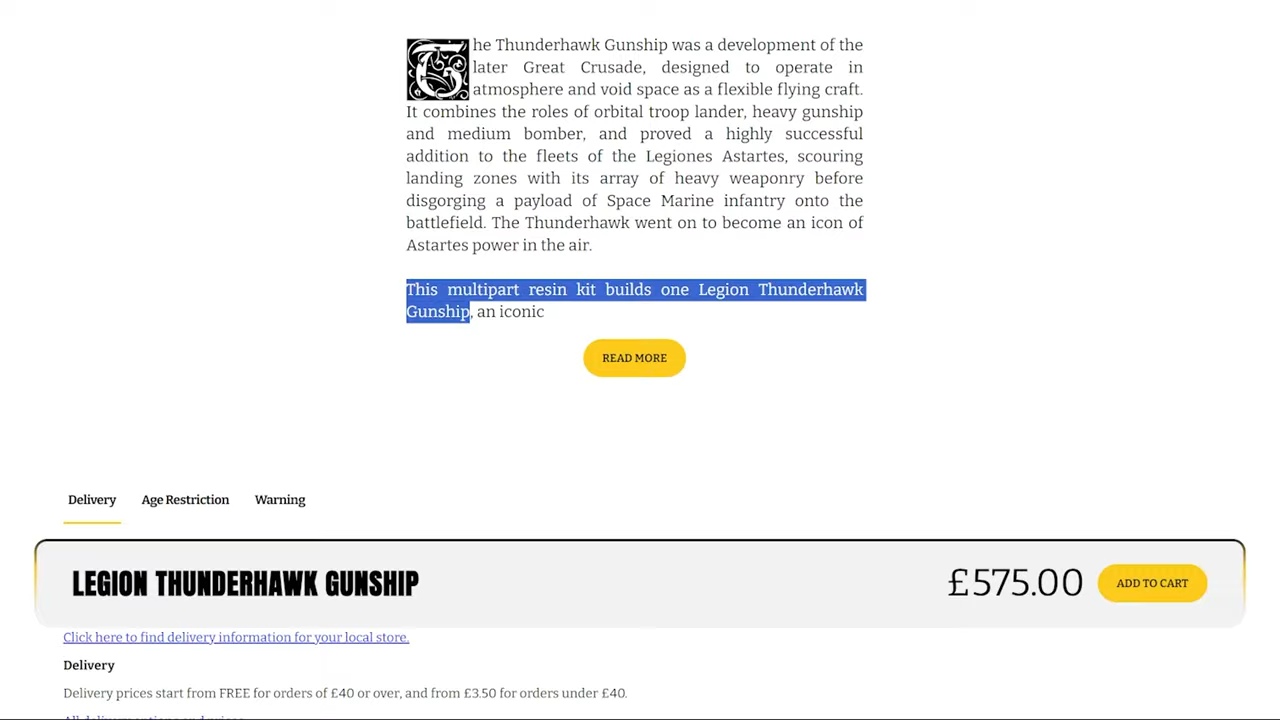 The Thunderhawk Gunship was a development of the
later Great Crusade, designed to operate in
atmosphere and void space as a flexible flying craft.
It combines the roles of orbital troop lander, heavy gunship
and medium bomber, and proved a highly successful
addition to the fleets of the Legiones Astartes, scouring
landing zones with its array of heavy weaponry before
disgorging a payload of Space Marine infantry onto the
battlefield. The Thunderhawk went on to become an icon of
Astartes power in the air.
This multipart resin kit builds one Legion Thunderhawk
Gunship, an iconic
READ MORE
Delivery Age Restriction Warning
LEGION THUNDERHAWK GUNSHIP £575.00 ADD TO CART
Click here to find delivery information for your local store.
Delivery
Delivery prices start from FREE for orders of £40 or over, and from £3.50 for orders under £40.
All delivery options and prices